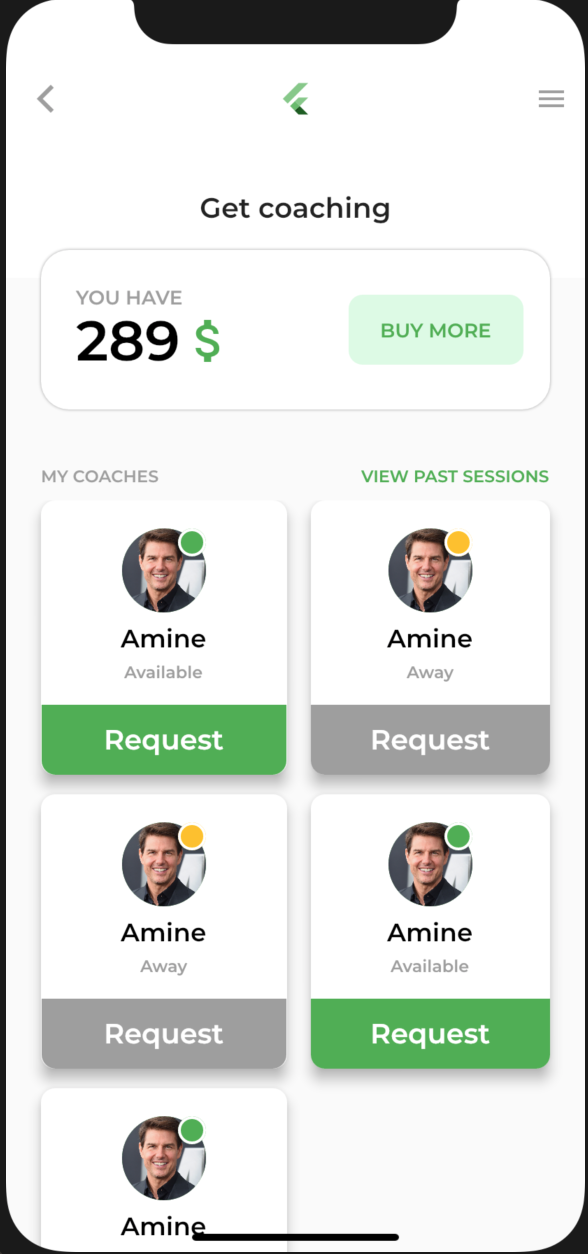 Get coaching
YOU HAVE
289 $
BUY MORE
MY COACHES
VIEW PAST SESSIONS
Amine
Available
Request
Amine
Away
Request
Amine
Away
Request
Amine
Available
Request
Amine